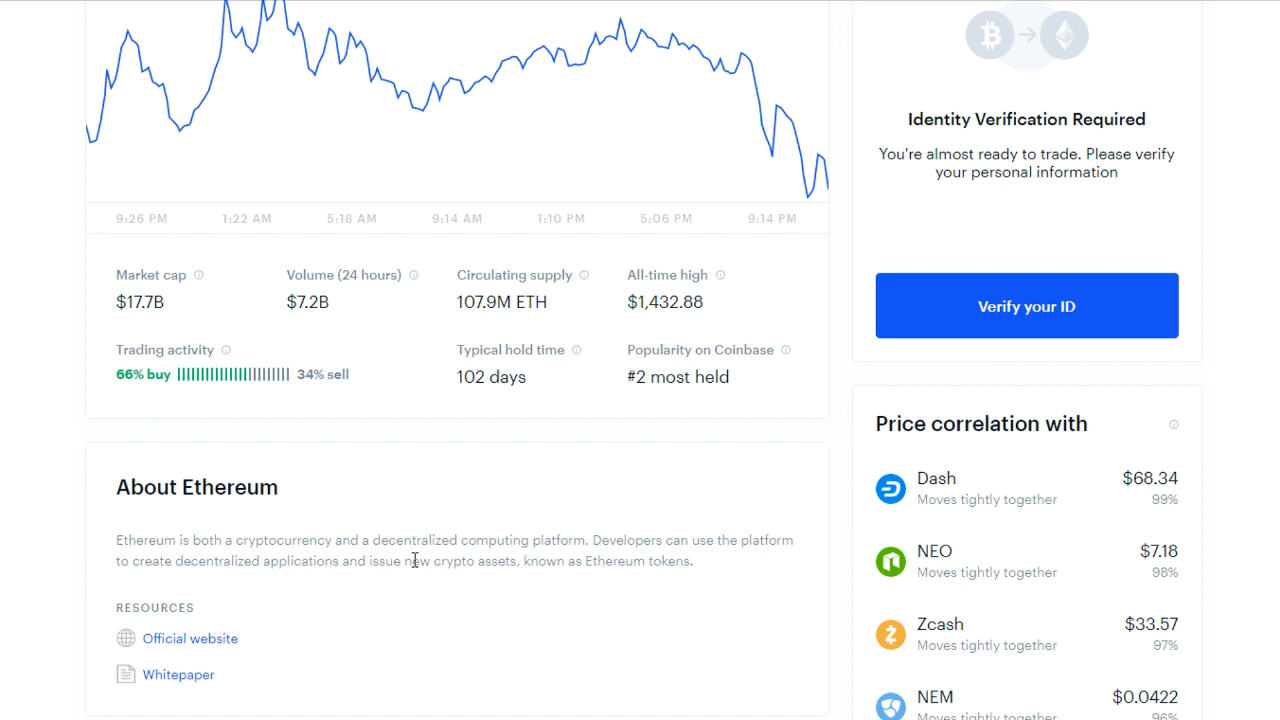 9:26 PM 1:22 AM 5:18 AM 9:14 AM 1:10 PM 5:06 PM 9:14 PM
Market cap Volume (24 hours) Circulating supply All-time high
$17.7B $7.2B 107.9M ETH $1,432.88
Trading activity Typical hold time Popularity on Coinbase
66% buy 34% sell 102 days #2 most held
About Ethereum
Ethereum is both a cryptocurrency and a decentralized computing platform. Developers can use the platform
to create decentralized applications and issue new crypto assets, known as Ethereum tokens.
RESOURCES
Official website
Whitepaper
Identity Verification Required
You're almost ready to trade. Please verify
your personal information
Verify your ID
Price correlation with
Dash $68.34
Moves tightly together 99%
NEO $7.18
Moves tightly together 98%
Zcash $33.57
Moves tightly together 97%
NEM $0.0422
Moves tightly together 96%